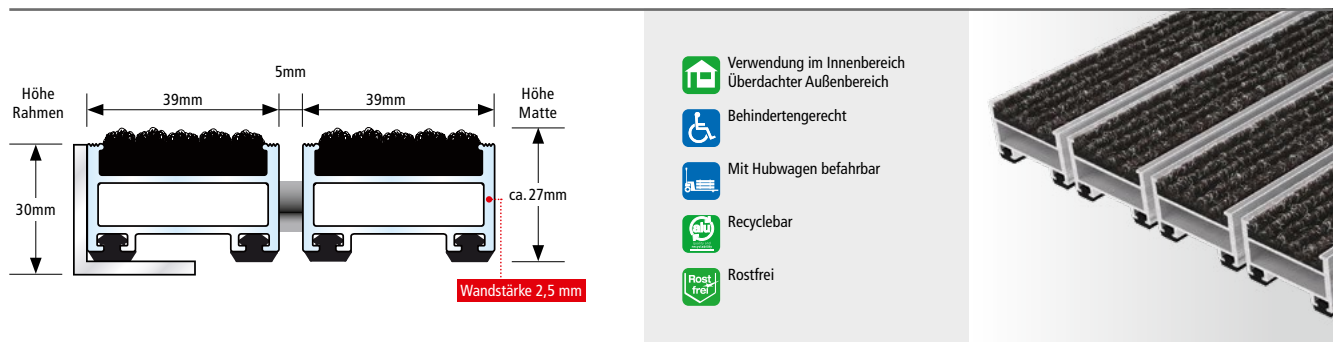 5mm
Höhe
Rahmen
39mm
39mm
Höhe
Matte
30mm
ca. 27mm
Wandstärke 2,5 mm
Verwendung im Innenbereich
Überdachter Außenbereich
Behindertengerecht
Mit Hubwagen befahrbar
alu
Recyclebar
Rost
frei
Rostfrei